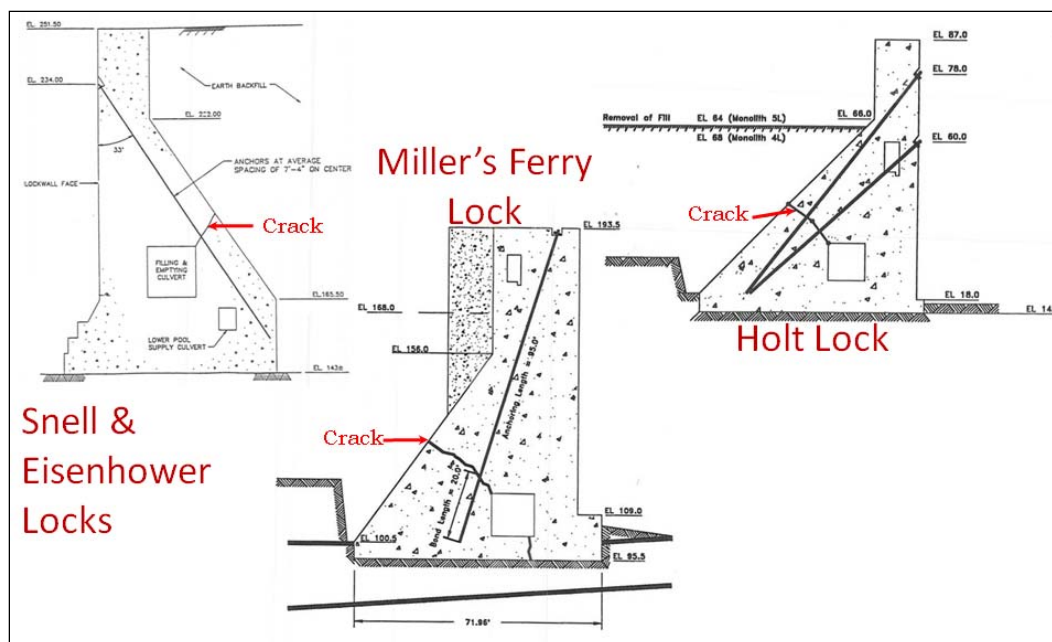 EL. 251.50
EARTH BACKFILL
EL. 234.00
EL. 222.00
33°
ANCHORS AT AVERAGE
SPACING OF 7'-4" ON CENTER
LOCKWALL FACE
Crack
FILLING &
EMPTYING
CULVERT
EL.165.50
LOWER POOL
SUPPLY CULVERT
Snell &
Eisenhower
Locks
Miller's Ferry
Lock
EL 193.5
EL 168.0
EL 156.0
Anchoring Length = 95.0'
Crack
Bond Length = 20.0'
EL 109.0
EL 100.5
EL 95.5
71.96'
EL 87.0
EL 78.0
Removal of Fill
EL 64 (Monolith 5L)
EL 68 (Monolith 4L)
EL 66.0
EL 60.0
Crack
EL 18.0
EL 14
Holt Lock